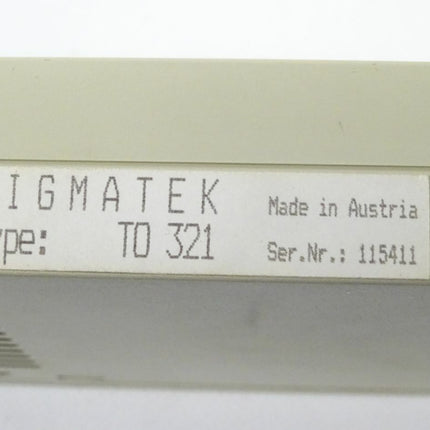 IGMATEK Made in Austria
ype: TO 321 Ser.Nr.: 115411